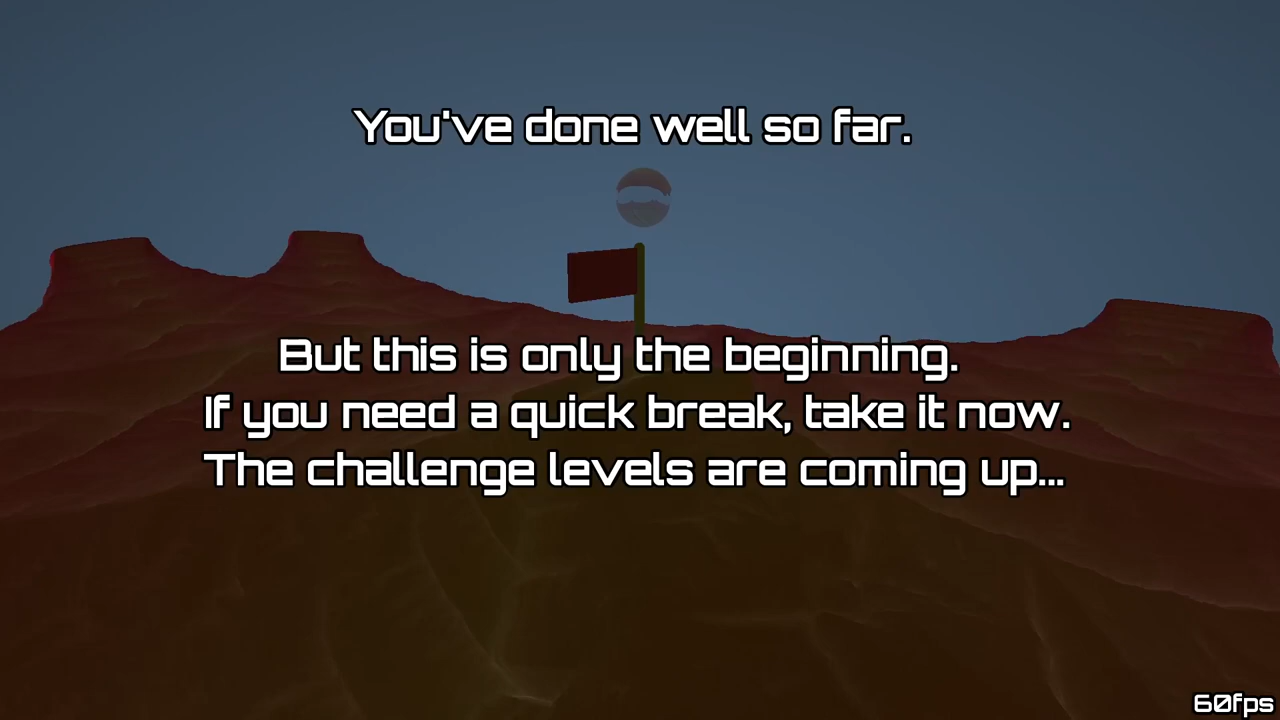 You've done well so far.
But this is only the beginning.
If you need a quick break, take it now.
The challenge levels are coming up...
60fps